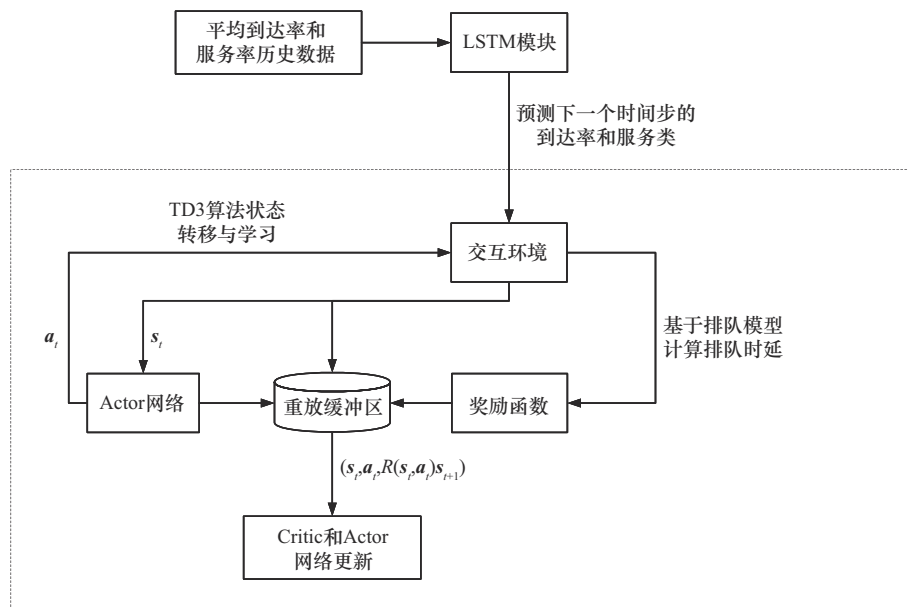 平均到达率和
服务率历史数据
LSTM模块
预测下一个时间步的
到达率和服务类
TD3算法状态
转移与学习
交互环境
a_t
s_t
基于排队模型
计算排队时延
Actor网络
重放缓冲区
奖励函数
(s_t,a_t,R(s_t,a_t)s_{t+1})
Critic和Actor
网络更新